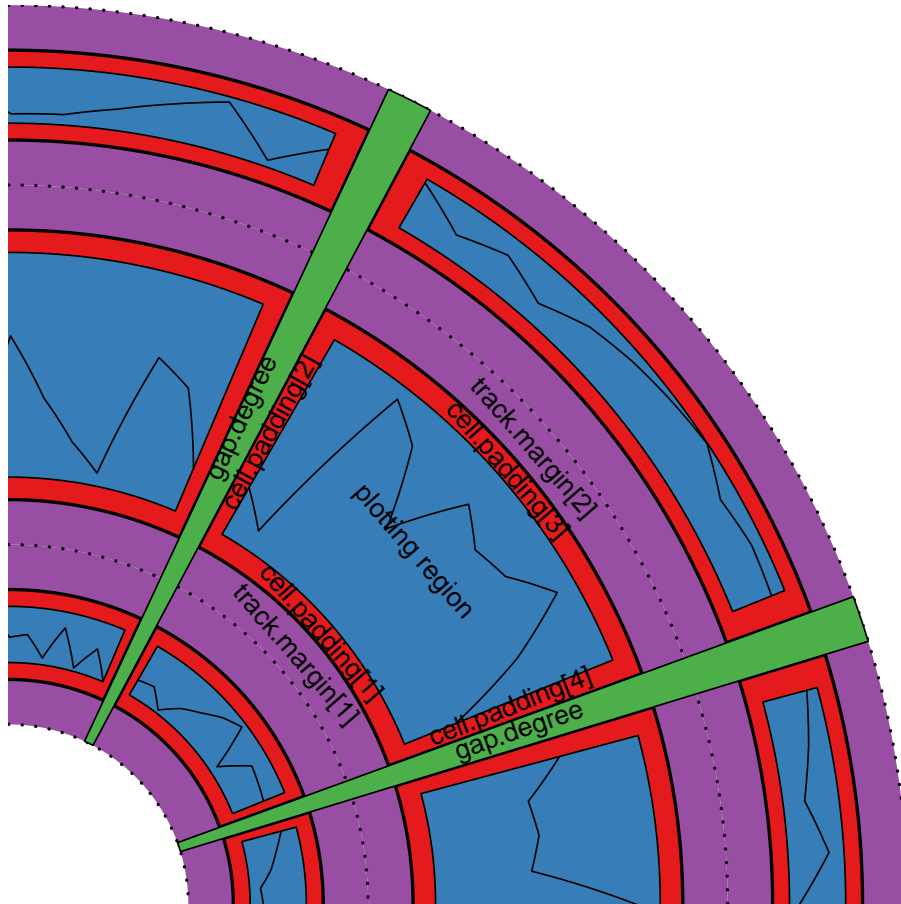 gap.degree
cell.padding[2]
track.margin[2]
cell.padding[3]
plotting region
cell.padding[1]
track.margin[1]
cell.padding[4]
gap.degree